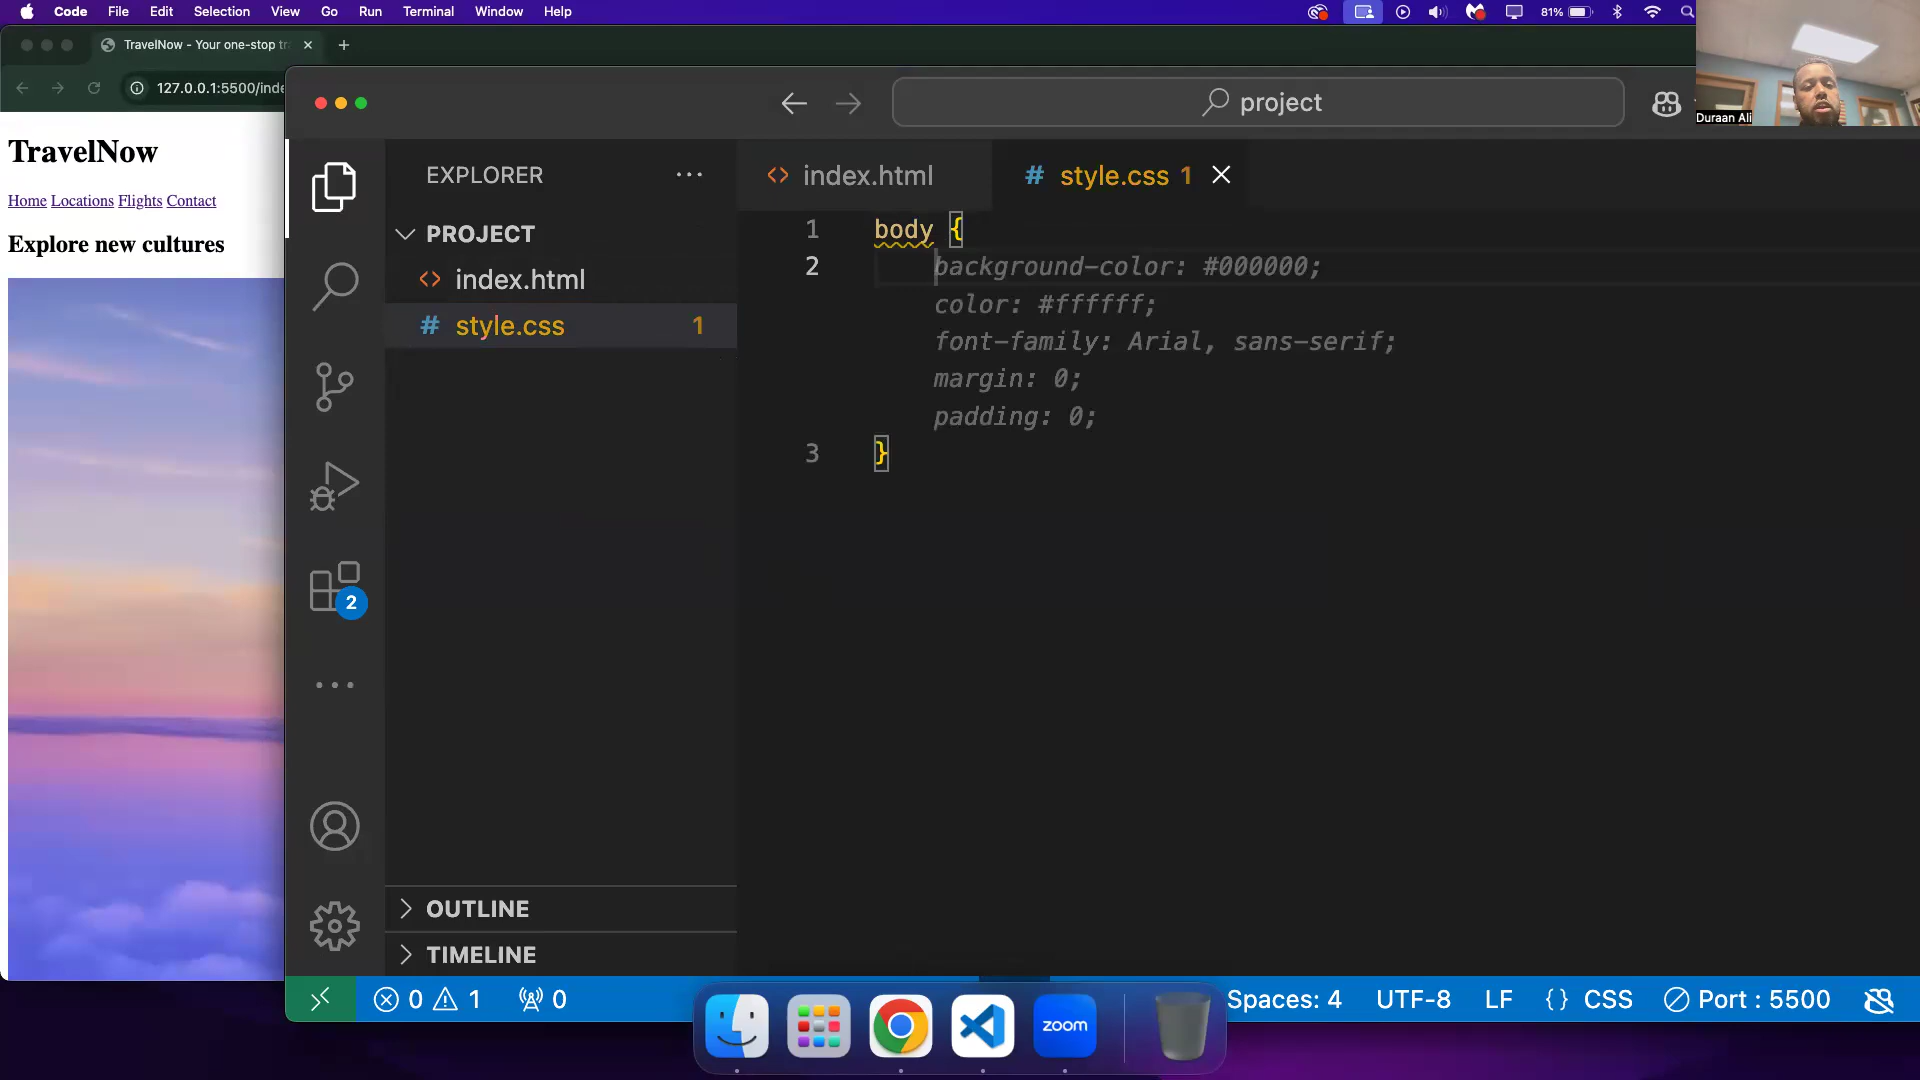 Code File Edit Selection View Go Run Terminal Window Help
81%
TravelNow - Your one-stop tr
127.0.0.1:5500/inde
TravelNow
Home Locations Flights Contact
Explore new cultures
project
Duraan Ali
EXPLORER
PROJECT
index.html
style.css 1
index.html
style.css 1
1 body {
2 background-color: #000000;
color: #ffffff;
font-family: Arial, sans-serif;
margin: 0;
padding: 0;
3 }
2
OUTLINE
TIMELINE
0 1 0
Spaces: 4 UTF-8 LF {} CSS Port : 5500
zoom